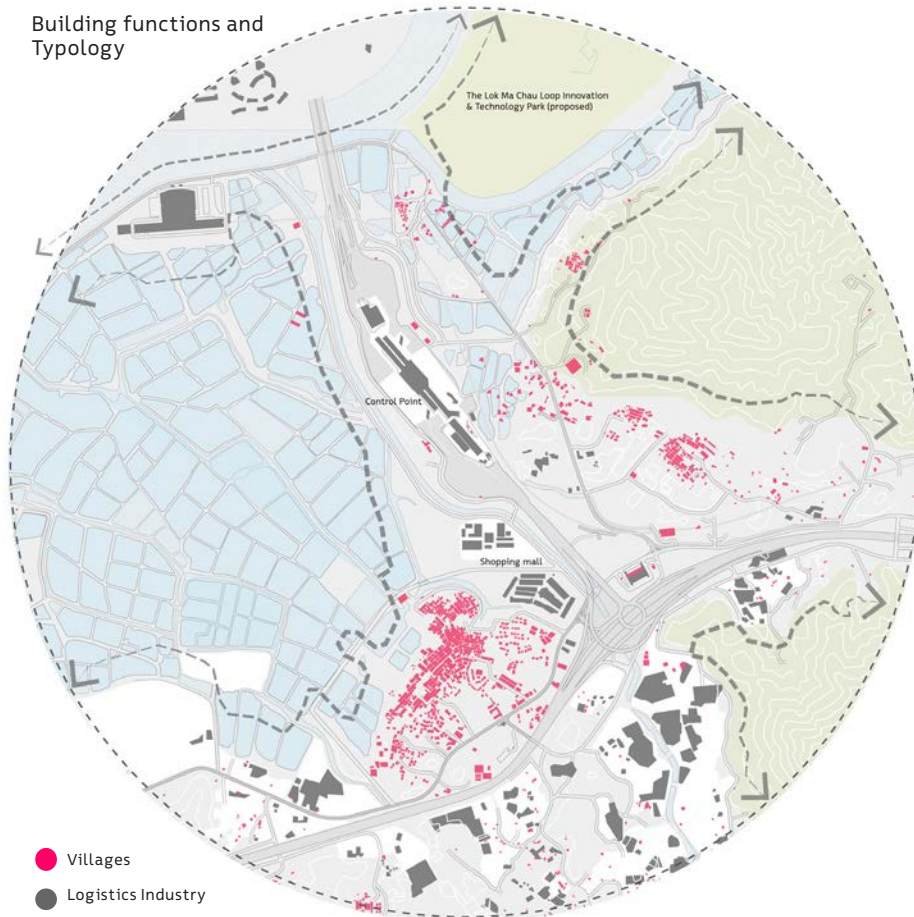 Building functions and
Typology
The Lok Ma Chau Loop Innovation
& Technology Park (proposed)
Control Point
Shopping mall
Villages
Logistics Industry